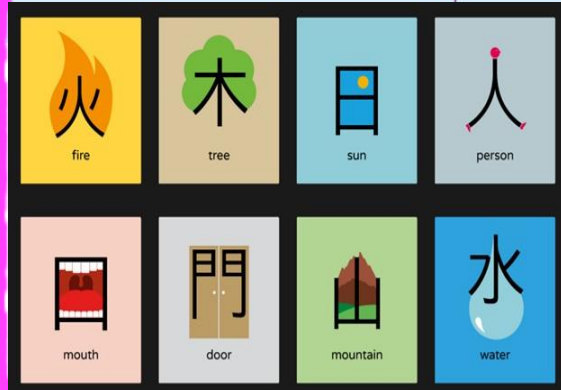 火 木 日 人
fire tree sun person
口 門 山 水
mouth door mountain water